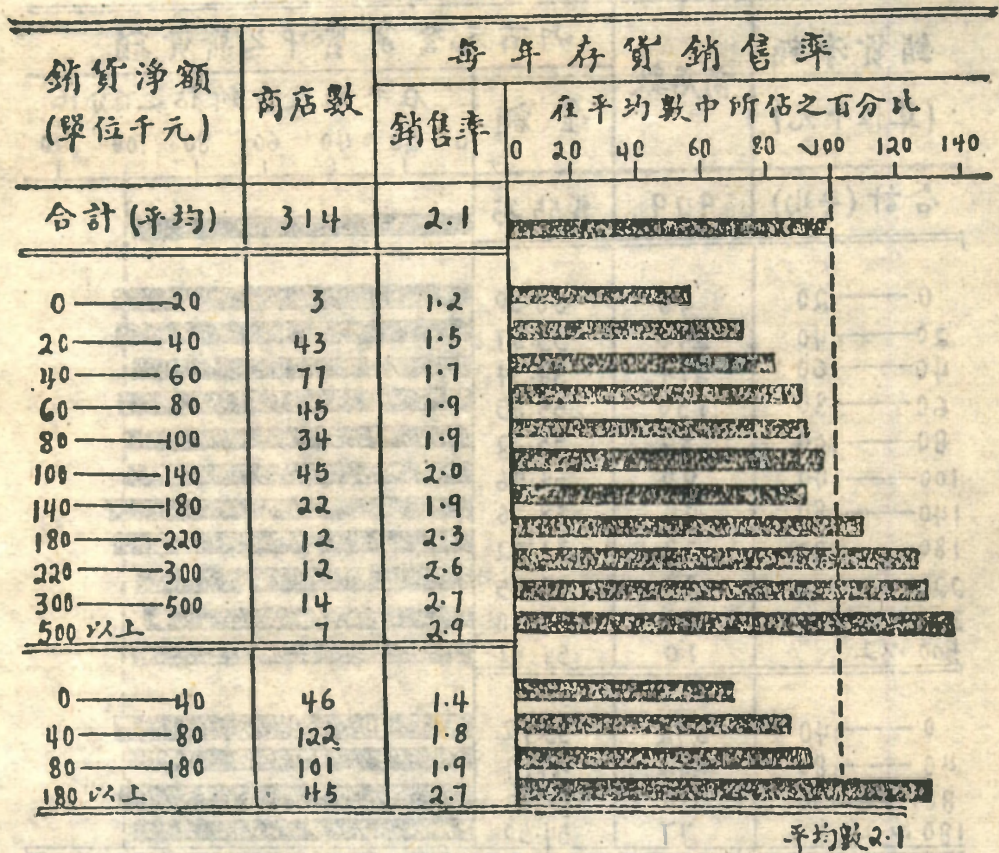 每年存貨銷售率
銷貨淨額
(單位千元)
商店數
銷售率
在平均數中所佔之百分比
0 20 40 60 80 100 120 140
合計(平均) 314 2.1
0——20 3 1.2
20——40 43 1.5
40——60 77 1.7
60——80 45 1.9
80——100 34 1.9
100——140 45 2.0
140——180 22 1.9
180——220 12 2.3
220——300 12 2.6
300——500 14 2.7
500以上 7 2.9
0——40 46 1.4
40——80 122 1.8
80——180 101 1.9
180以上 45 2.7
平均數2.1